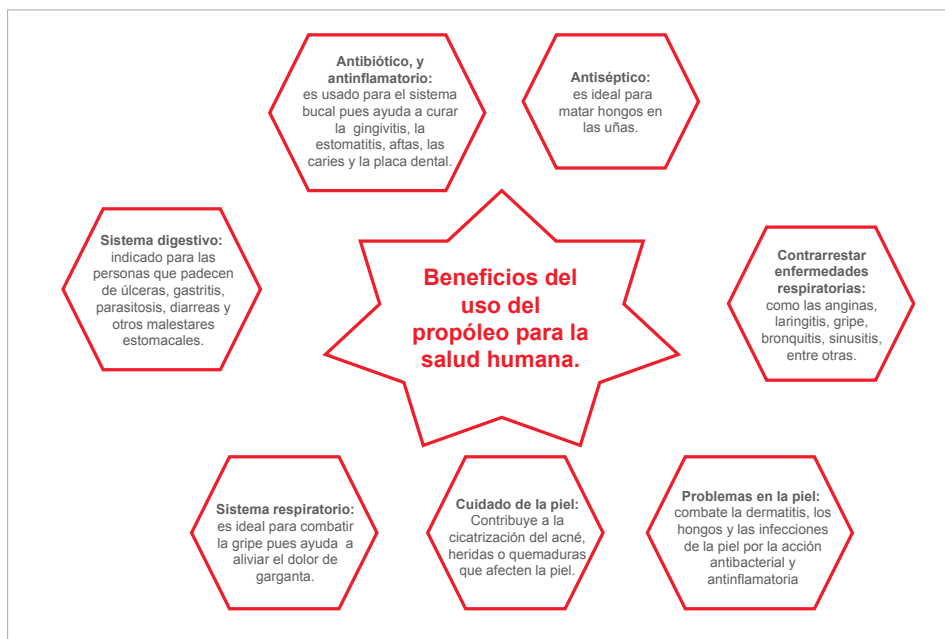 Antibiótico, y
antinflamatorio:
es usado para el sistema
bucal pues ayuda a curar
la gingivitis, la
estomatitis, aftas, las
caries y la placa dental.
Antiséptico:
es ideal para
matar hongos en
las uñas.
Sistema digestivo:
indicado para las
personas que padecen
de úlceras, gastritis,
parasitosis, diarreas y
otros malestares
estomacales.
Beneficios del
uso del
propóleo para la
salud humana.
Contrarrestar
enfermedades
respiratorias:
como las anginas,
laringitis, gripe,
bronquitis, sinusitis,
entre otras.
Sistema respiratorio:
es ideal para combatir
la gripe pues ayuda a
aliviar el dolor de
garganta.
Cuidado de la piel:
Contribuye a la
cicatrización del acné,
heridas o quemaduras
que afecten la piel.
Problemas en la piel:
combate la dermatitis, los
hongos y las infecciones
de la piel por la acción
antibacterial y
antinflamatoria